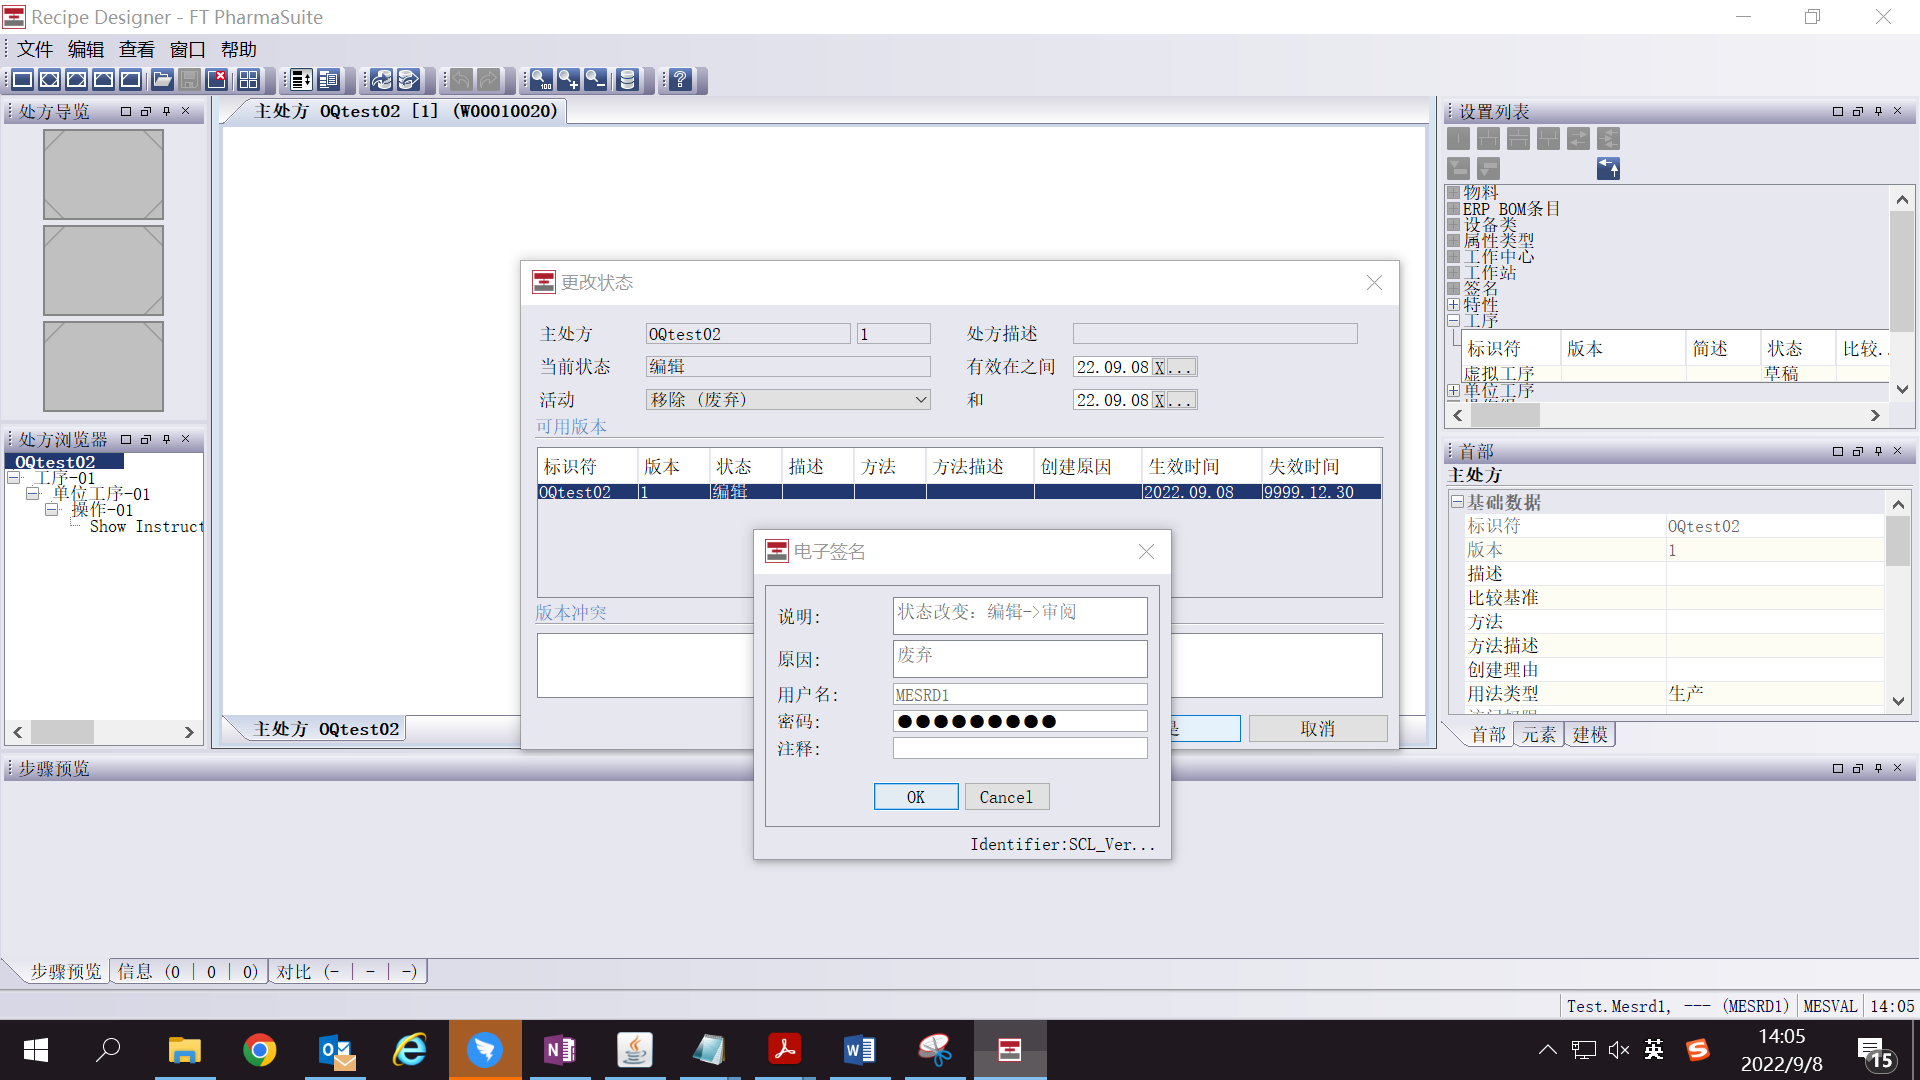 Recipe Designer - FT PharmaSuite
文件 编辑 查看 窗口 帮助
处方导览
主处方 OQtest02 [1] (W00010020)
处方浏览器
OQtest02
工序-01
单位工序-01
操作-01
Show Instruct
主处方 OQtest02
更改状态
主处方 OQtest02 1 处方描述
当前状态 编辑 有效在之间 22.09.08 X ...
活动 移除 (废弃) 和 22.09.08 X ...
可用版本
标识符 版本 状态 描述 方法 方法描述 创建原因 生效时间 失效时间
OQtest02 1 编辑 2022.09.08 9999.12.30
版本冲突
取消
电子签名
说明: 状态改变: 编辑->审阅
原因: 废弃
用户名: MESRD1
密码: ●●●●●●●●●
注释:
OK Cancel
Identifier:SCL_Ver...
设置列表
物料
ERP BOM条目
设备类
属性类型
工作中心
工作站
签名
特性
工序
标识符 版本 简述 状态 比较..
虚拟工序 草稿
单位工序
首部
主处方
基础数据
标识符 OQtest02
版本 1
描述
比较基准
方法
方法描述
创建理由
用法类型 生产
首部 元素 建模
步骤预览
步骤预览 信息 (0 | 0 | 0) 对比 (- | - | -)
Test.Mesrd1, --- (MESRD1) MESVAL 14:05
英
14:05
2022/9/8
15